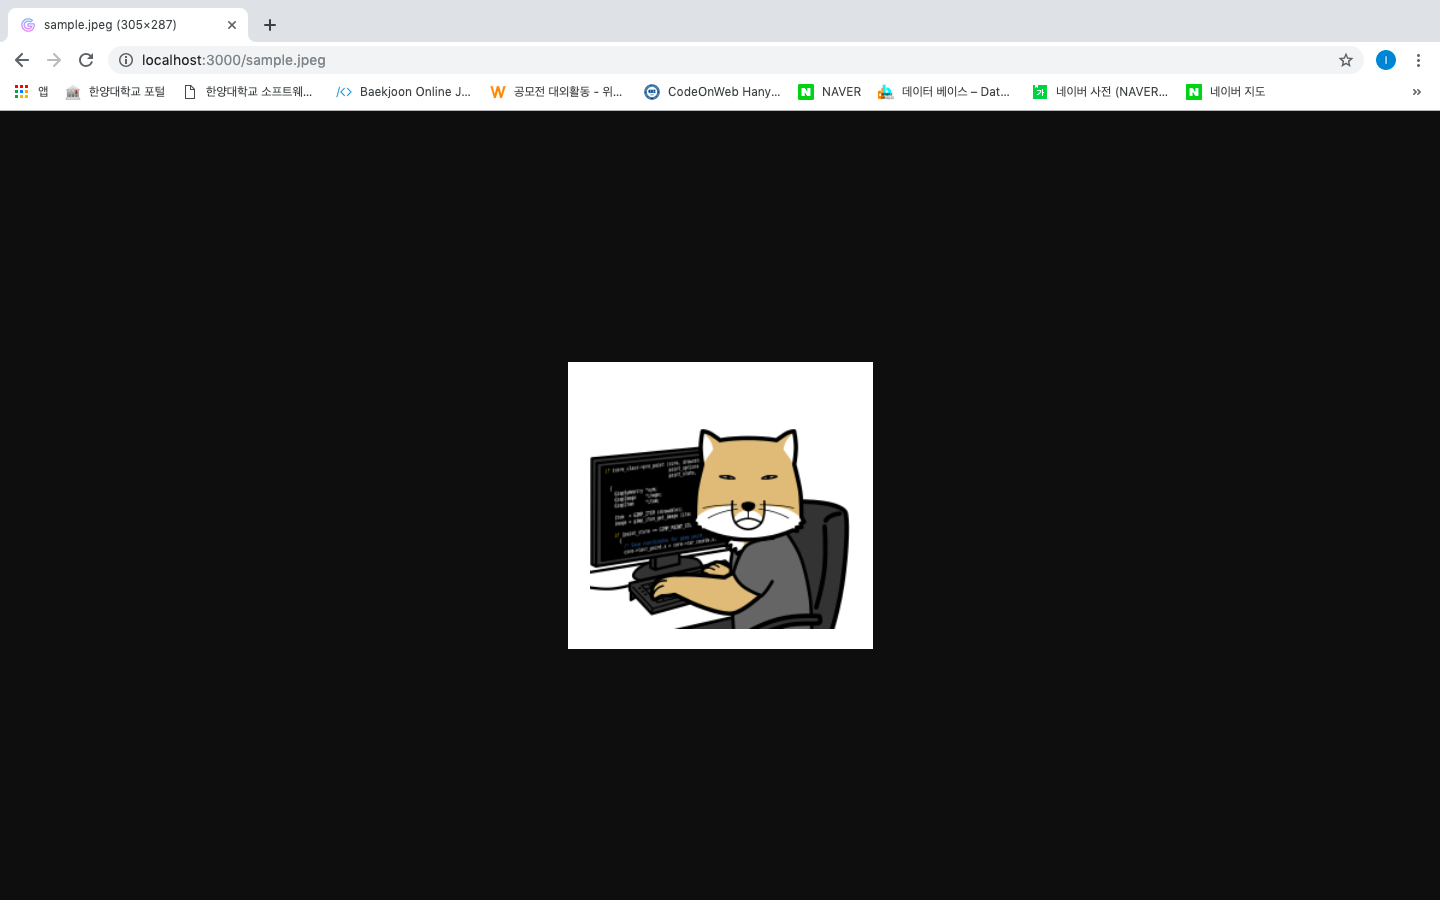 sample.jpeg (305×287)
localhost:3000/sample.jpeg
앱 한양대학교 포털 한양대학교 소프트웨... Baekjoon Online J... 공모전 대외활동 - 위... CodeOnWeb Hany... NAVER 데이터 베이스 – Dat... 네이버 사전 (NAVER... 네이버 지도